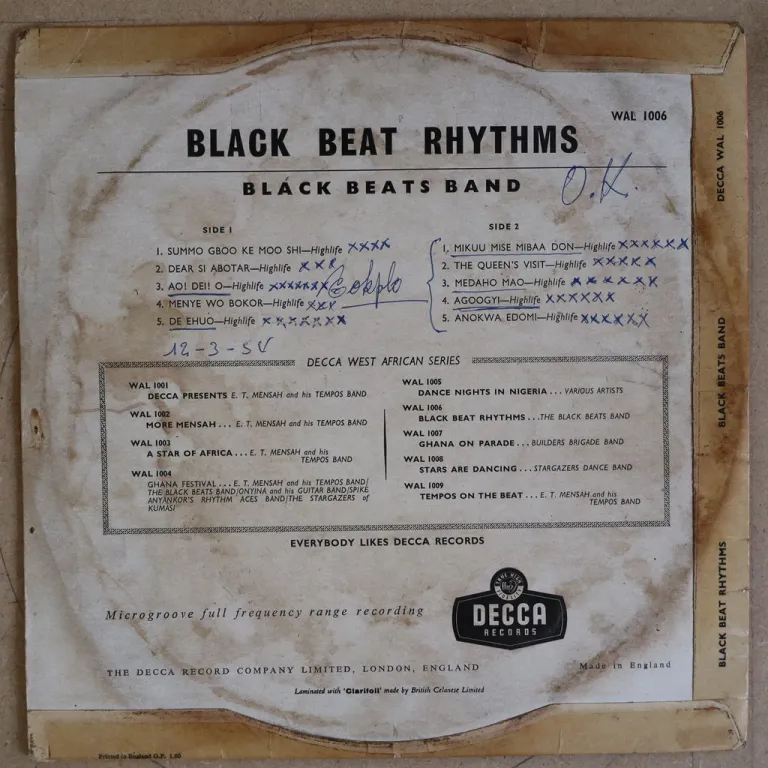 WAL 1006
BLACK BEAT RHYTHMS
BLACK BEATS BAND
O.K.
SIDE 1
1. SUMMO GBOO KE MOO SHI—Highlife xxxx
2. DEAR SI ABOTAR—Highlife xxx
3. AO! DEI! O—Highlife xxxxxxx
4. MENYE WO BOKOR—Highlife xxx
5. DE EHUO—Highlife xxxxxxx
SIDE 2
1. MIKUU MISE MIBAA DON—Highlife xxxxxx
2. THE QUEEN'S VISIT—Highlife xxxxx
3. MEDAHO MAO—Highlife xxxxxx
4. AGOOGYI—Highlife xxxxxx
5. ANOKWA EDOMI—Highlife xxxxxx
DECCA WEST AFRICAN SERIES
WAL 1001
DECCA PRESENTS E. T. MENSAH and his TEMPOS BAND
WAL 1002
MORE MENSAH... E. T. MENSAH and his TEMPOS BAND
WAL 1003
A STAR OF AFRICA... E. T. MENSAH and his
TEMPOS BAND
WAL 1004
GHANA FESTIVAL... E. T. MENSAH and his TEMPOS BAND/
THE BLACK BEATS BAND/ONYINA and his GUITAR BAND/SPIKE
ANYANKOR'S RHYTHM ACES BAND/THE STARGAZERS of
KUMASI
WAL 1005
DANCE NIGHTS IN NIGERIA... VARIOUS ARTISTS
WAL 1006
BLACK BEAT RHYTHMS... THE BLACK BEATS BAND
WAL 1007
GHANA ON PARADE... BUILDERS BRIGADE BAND
WAL 1008
STARS ARE DANCING... STARGAZERS DANCE BAND
WAL 1009
TEMPOS ON THE BEAT... E. T. MENSAH and his
TEMPOS BAND
EVERYBODY LIKES DECCA RECORDS
Microgroove full frequency range recording
DECCA
RECORDS
THE DECCA RECORD COMPANY LIMITED, LONDON, ENGLAND
Made in England
Laminated with 'Clarifoil' made by British Celanese Limited
Printed in England G.P. 1.60
DECCA WAL 1006
BLACK BEATS BAND
BLACK BEAT RHYTHMS